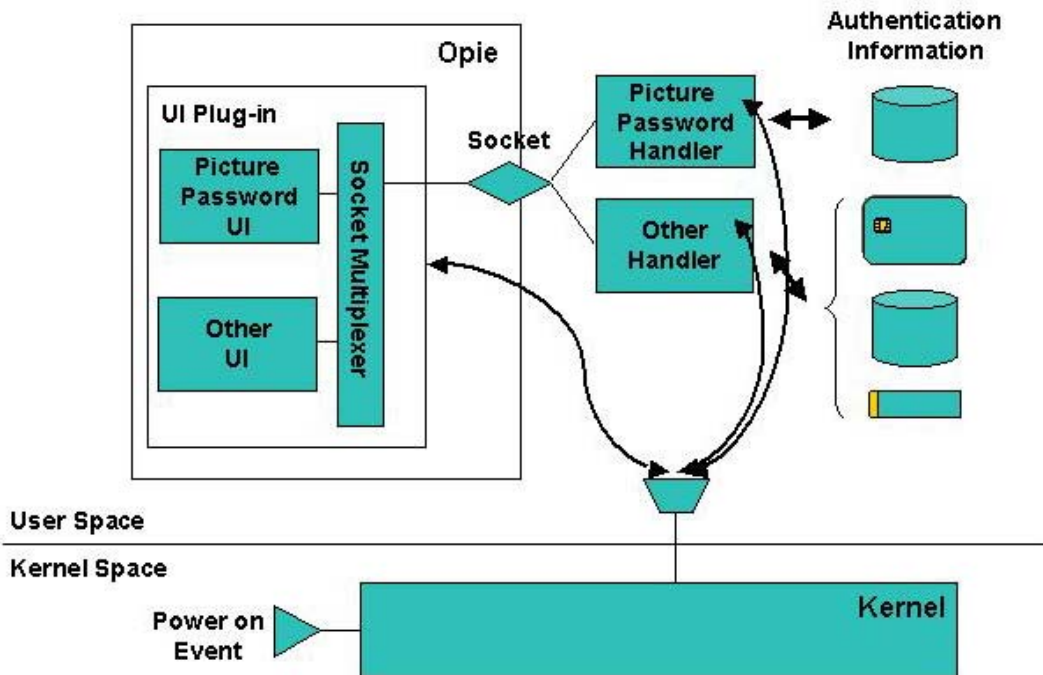 Authentication
Information
Opie
UI Plug-in
Picture
Password
UI
Other
UI
Socket Multiplexer
Socket
Picture
Password
Handler
Other
Handler
User Space
Kernel Space
Power on
Event
Kernel